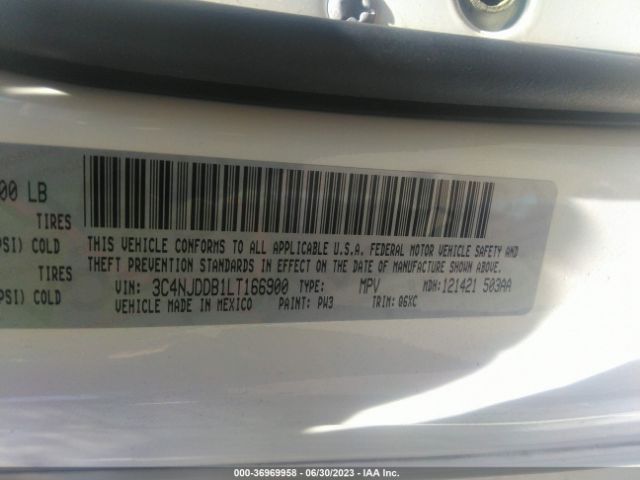 00 LB
TIRES
PSI) COLD
TIRES
PSI) COLD
THIS VEHICLE CONFORMS TO ALL APPLICABLE U.S.A. FEDERAL MOTOR VEHICLE SAFETY AND
THEFT PREVENTION STANDARDS IN EFFECT ON THE DATE OF MANUFACTURE SHOWN ABOVE.
VIN: 3C4NJDDB1LT166900 TYPE: MPV MDH: 121421 503AA
VEHICLE MADE IN MEXICO PAINT: PW3 TRIM: Q6XC
000-36969958 - 06/30/2023 - IAA Inc.